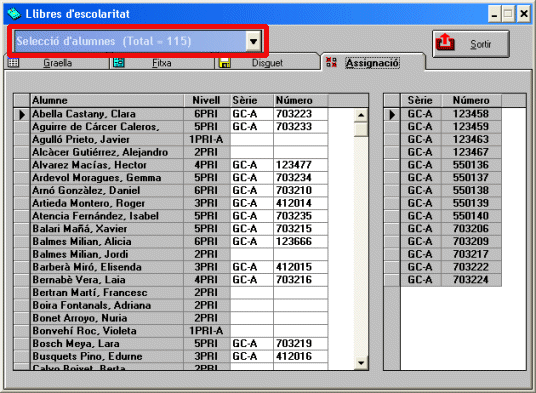 Llibres d'escolaritat
Selecció d'alumnes (Total = 115)
Sortir
Graella Fitxa Disguet Assignació
Alumne Nivell Sèrie Número
Abella Castany, Clara 6PRI GC-A 703223
Aguirre de Cárcer Caleros, 5PRI GC-A 703233
Agulló Prieto, Javier 1PRI-A
Alcàcer Gutiérrez, Alejandro 2PRI
Alvarez Macías, Hector 4PRI GC-A 123477
Ardevol Moragues, Gemma 5PRI GC-A 703234
Arnó Gonzàlez, Daniel 6PRI GC-A 703210
Artieda Montero, Roger 3PRI GC-A 412014
Atencia Fernández, Isabel 5PRI GC-A 703235
Balari Mañá, Xavier 5PRI GC-A 703215
Balmes Milian, Alicia 6PRI GC-A 123666
Balmes Milian, Jordi 2PRI
Barberà Miró, Elisenda 3PRI GC-A 412015
Bernabè Vera, Laia 4PRI GC-A 703216
Bertran Martí, Francesc 2PRI
Boira Fontanals, Adriana 2PRI
Bonet Arroyo, Nuria 2PRI
Bonvehí Roc, Violeta 1PRI-A
Bosch Meya, Lara 5PRI GC-A 703219
Busquets Pino, Edurne 3PRI GC-A 412016
Calvo Boixet, Berta 2PRI
Sèrie Número
GC-A 123458
GC-A 123459
GC-A 123463
GC-A 123467
GC-A 550136
GC-A 550137
GC-A 550138
GC-A 550139
GC-A 550140
GC-A 703206
GC-A 703209
GC-A 703217
GC-A 703222
GC-A 703224